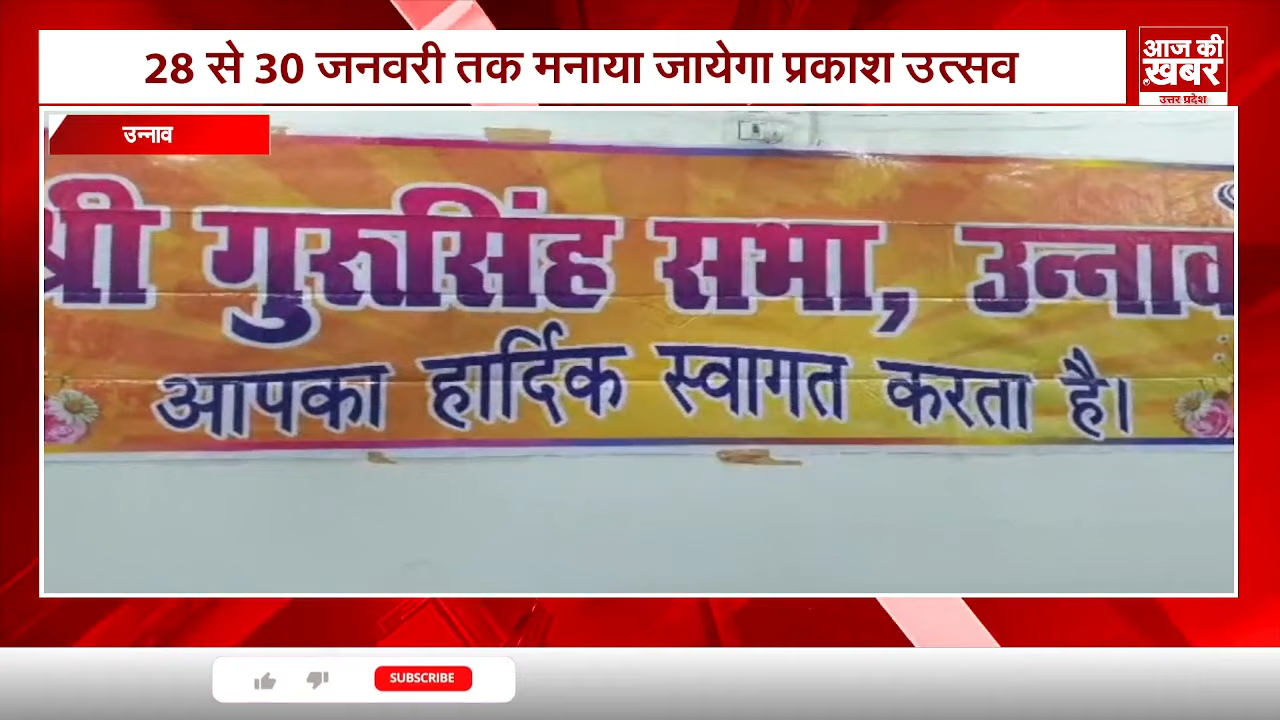 28 से 30 जनवरी तक मनाया जायेगा प्रकाश उत्सव
आज की
ख़बर
उत्तर प्रदेश
उन्नाव
श्री गुरुसिंह सभा, उन्नाव
आपका हार्दिक स्वागत करता है।
SUBSCRIBE